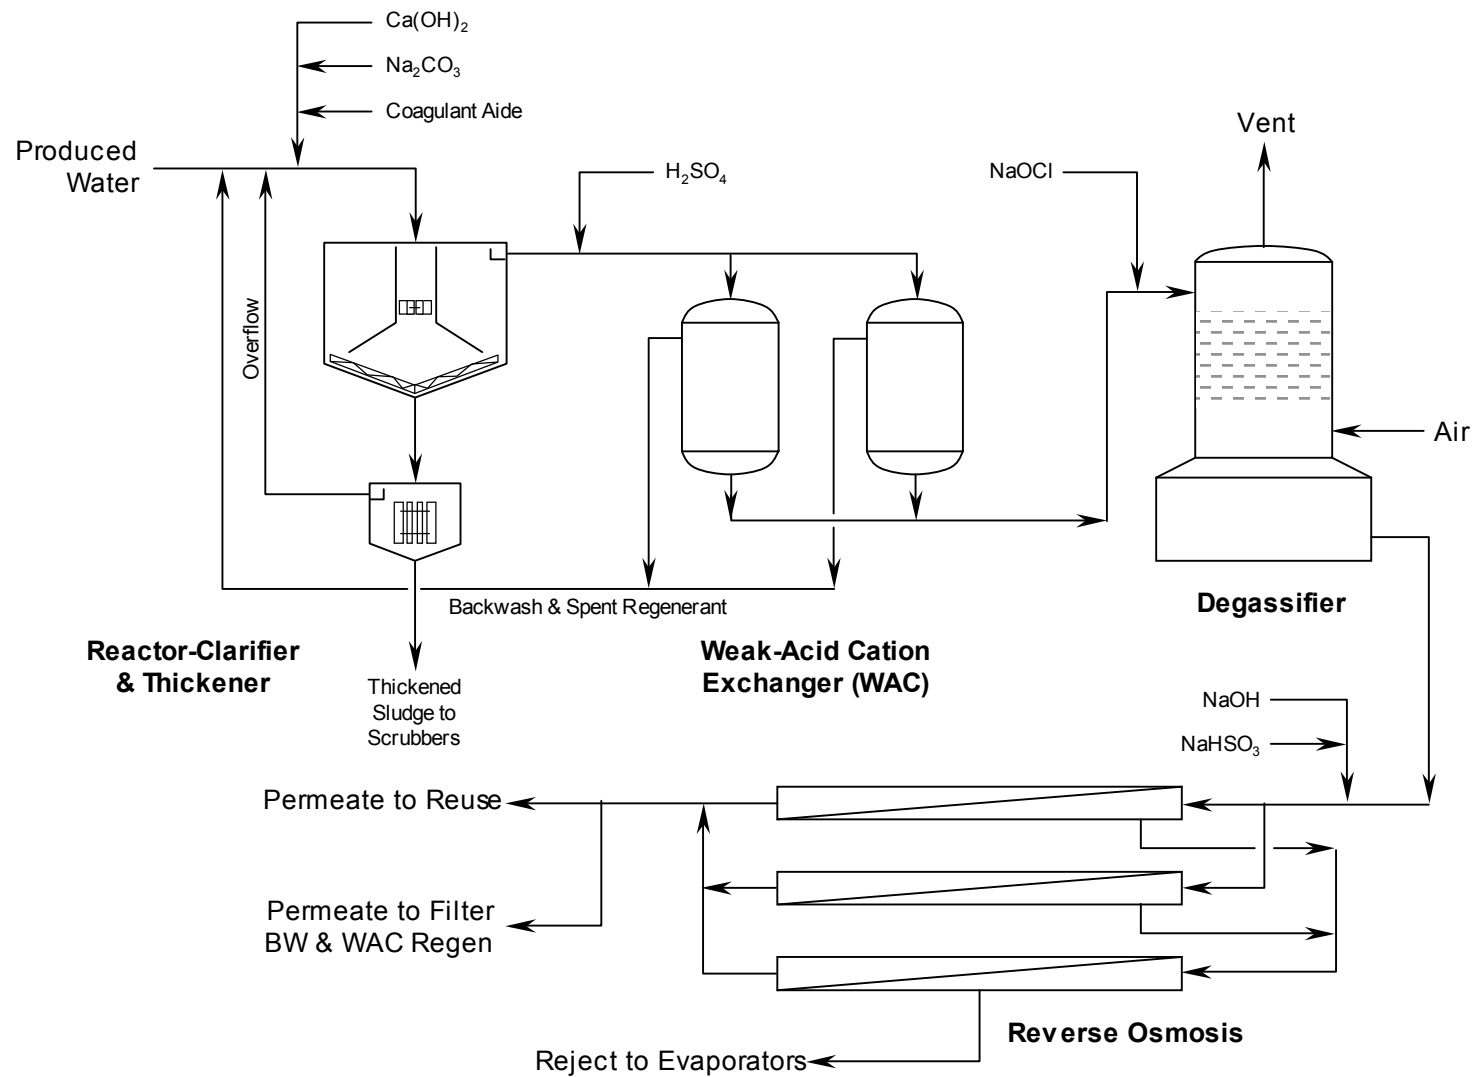 Ca(OH)2
Na2CO3
Coagulant Aide
Produced
Water
H2SO4
NaOCl
Vent
Overflow
Air
Backwash & Spent Regenerant
Degassifier
Reactor-Clarifier
& Thickener
Weak-Acid Cation
Exchanger (WAC)
Thickened
Sludge to
Scrubbers
NaOH
NaHSO3
Permeate to Reuse
Permeate to Filter
BW & WAC Regen
Reverse Osmosis
Reject to Evaporators